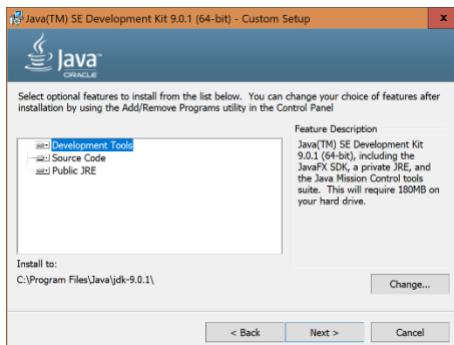 Java(TM) SE Development Kit 9.0.1 (64-bit) - Custom Setup
x
Java™
ORACLE
Select optional features to install from the list below. You can change your choice of features after
installation by using the Add/Remove Programs utility in the Control Panel
Development Tools
Source Code
Public JRE
Feature Description
Java(TM) SE Development Kit
9.0.1 (64-bit), including the
JavaFX SDK, a private JRE, and
the Java Mission Control tools
suite. This will require 180MB on
your hard drive.
Install to:
C:\Program Files\Java\jdk-9.0.1\
Change...
< Back
Next >
Cancel